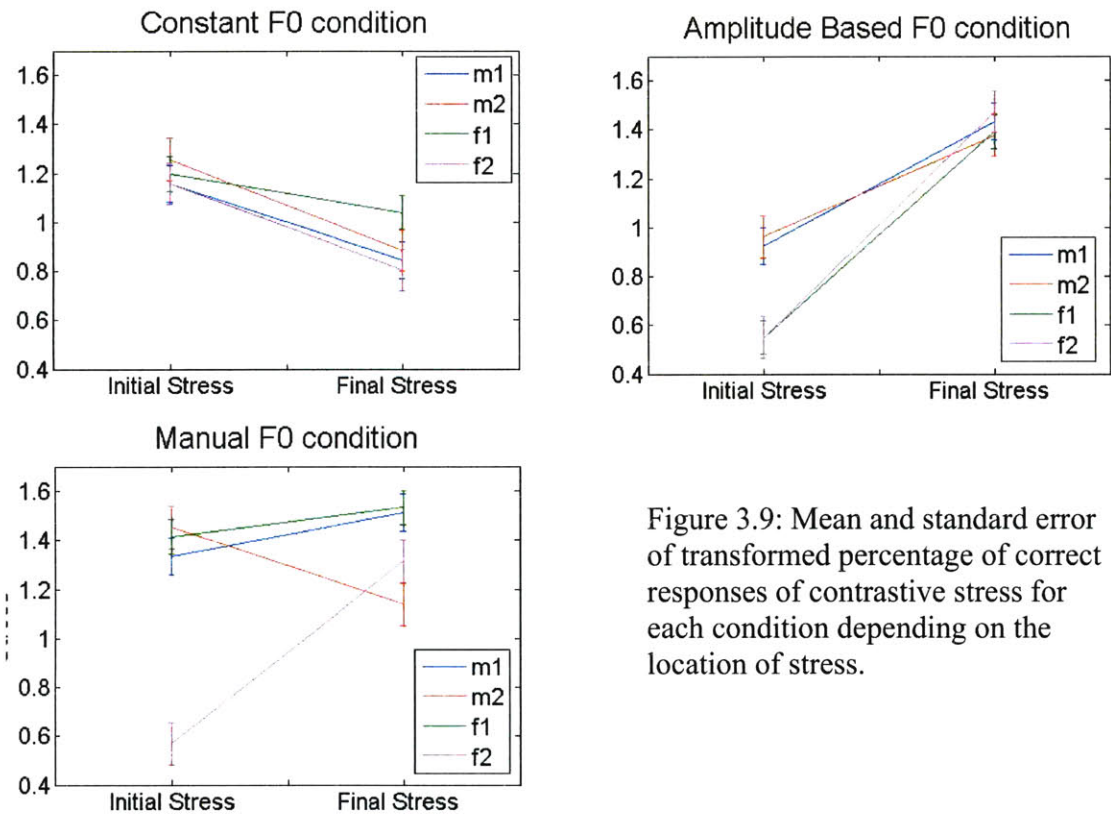 Constant F0 condition
1.6
1.4
1.2
1
0.8
0.6
0.4
m1
m2
f1
f2
Initial Stress Final Stress
Amplitude Based F0 condition
1.6
1.4
1.2
1
0.8
0.6
0.4
m1
m2
f1
f2
Initial Stress Final Stress
Manual F0 condition
1.6
1.4
1.2
1
0.8
0.6
0.4
m1
m2
f1
f2
Initial Stress Final Stress
Figure 3.9: Mean and standard error
of transformed percentage of correct
responses of contrastive stress for
each condition depending on the
location of stress.